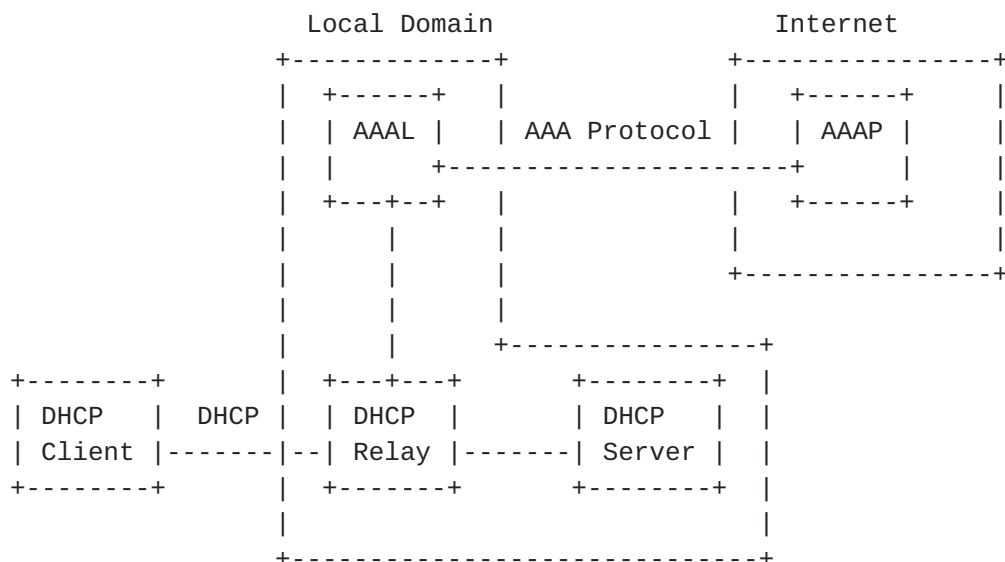 Local Domain Internet
AAAL AAA Protocol AAAP
DHCP DHCP DHCP DHCP
Client Relay Server